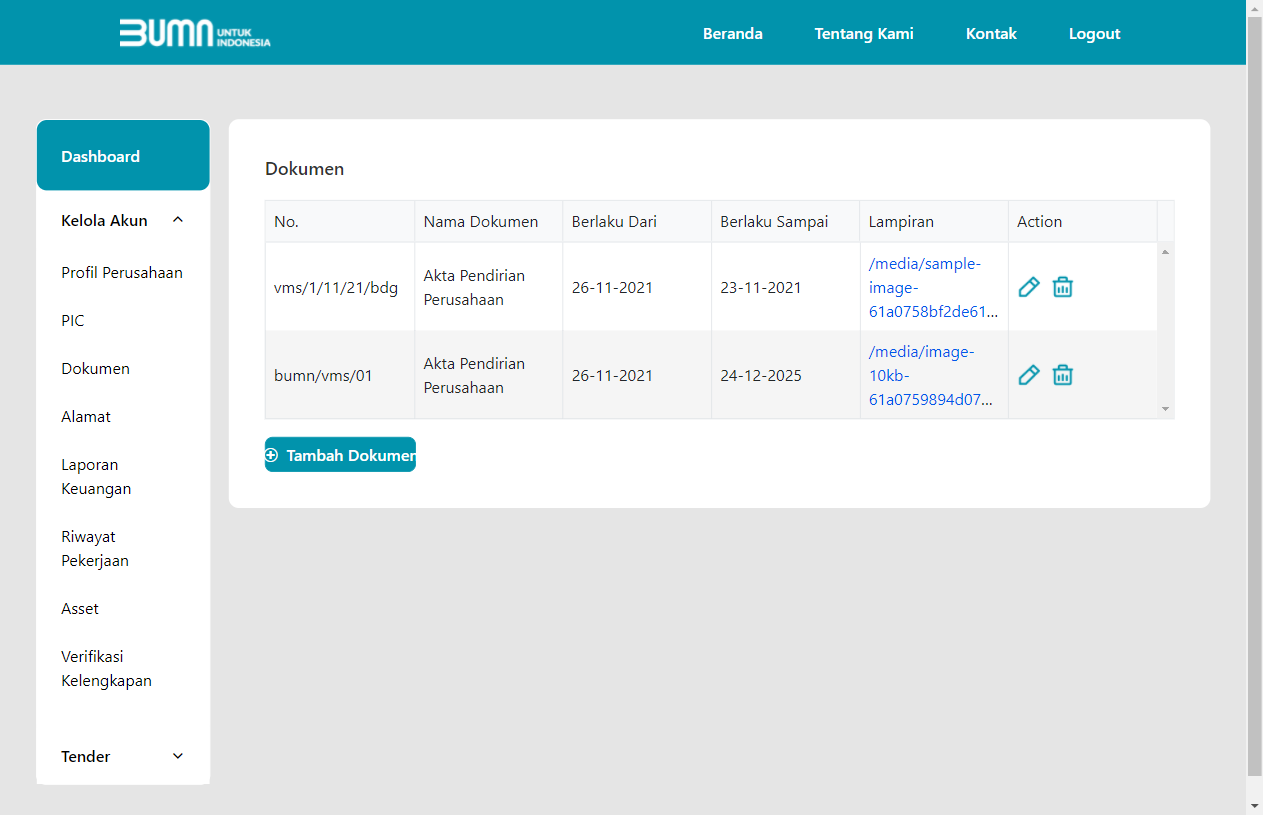 BUMN UNTUK
INDONESIA
Beranda Tentang Kami Kontak Logout
Dashboard
Kelola Akun
Profil Perusahaan
PIC
Dokumen
Alamat
Laporan
Keuangan
Riwayat
Pekerjaan
Asset
Verifikasi
Kelengkapan
Tender
Dokumen
No. Nama Dokumen Berlaku Dari Berlaku Sampai Lampiran Action
vms/1/11/21/bdg
Akta Pendirian
Perusahaan
26-11-2021
23-11-2021
/media/sample-
image-
61a0758bf2de61...
bumn/vms/01
Akta Pendirian
Perusahaan
26-11-2021
24-12-2025
/media/image-
10kb-
61a0759894d07...
Tambah Dokumen